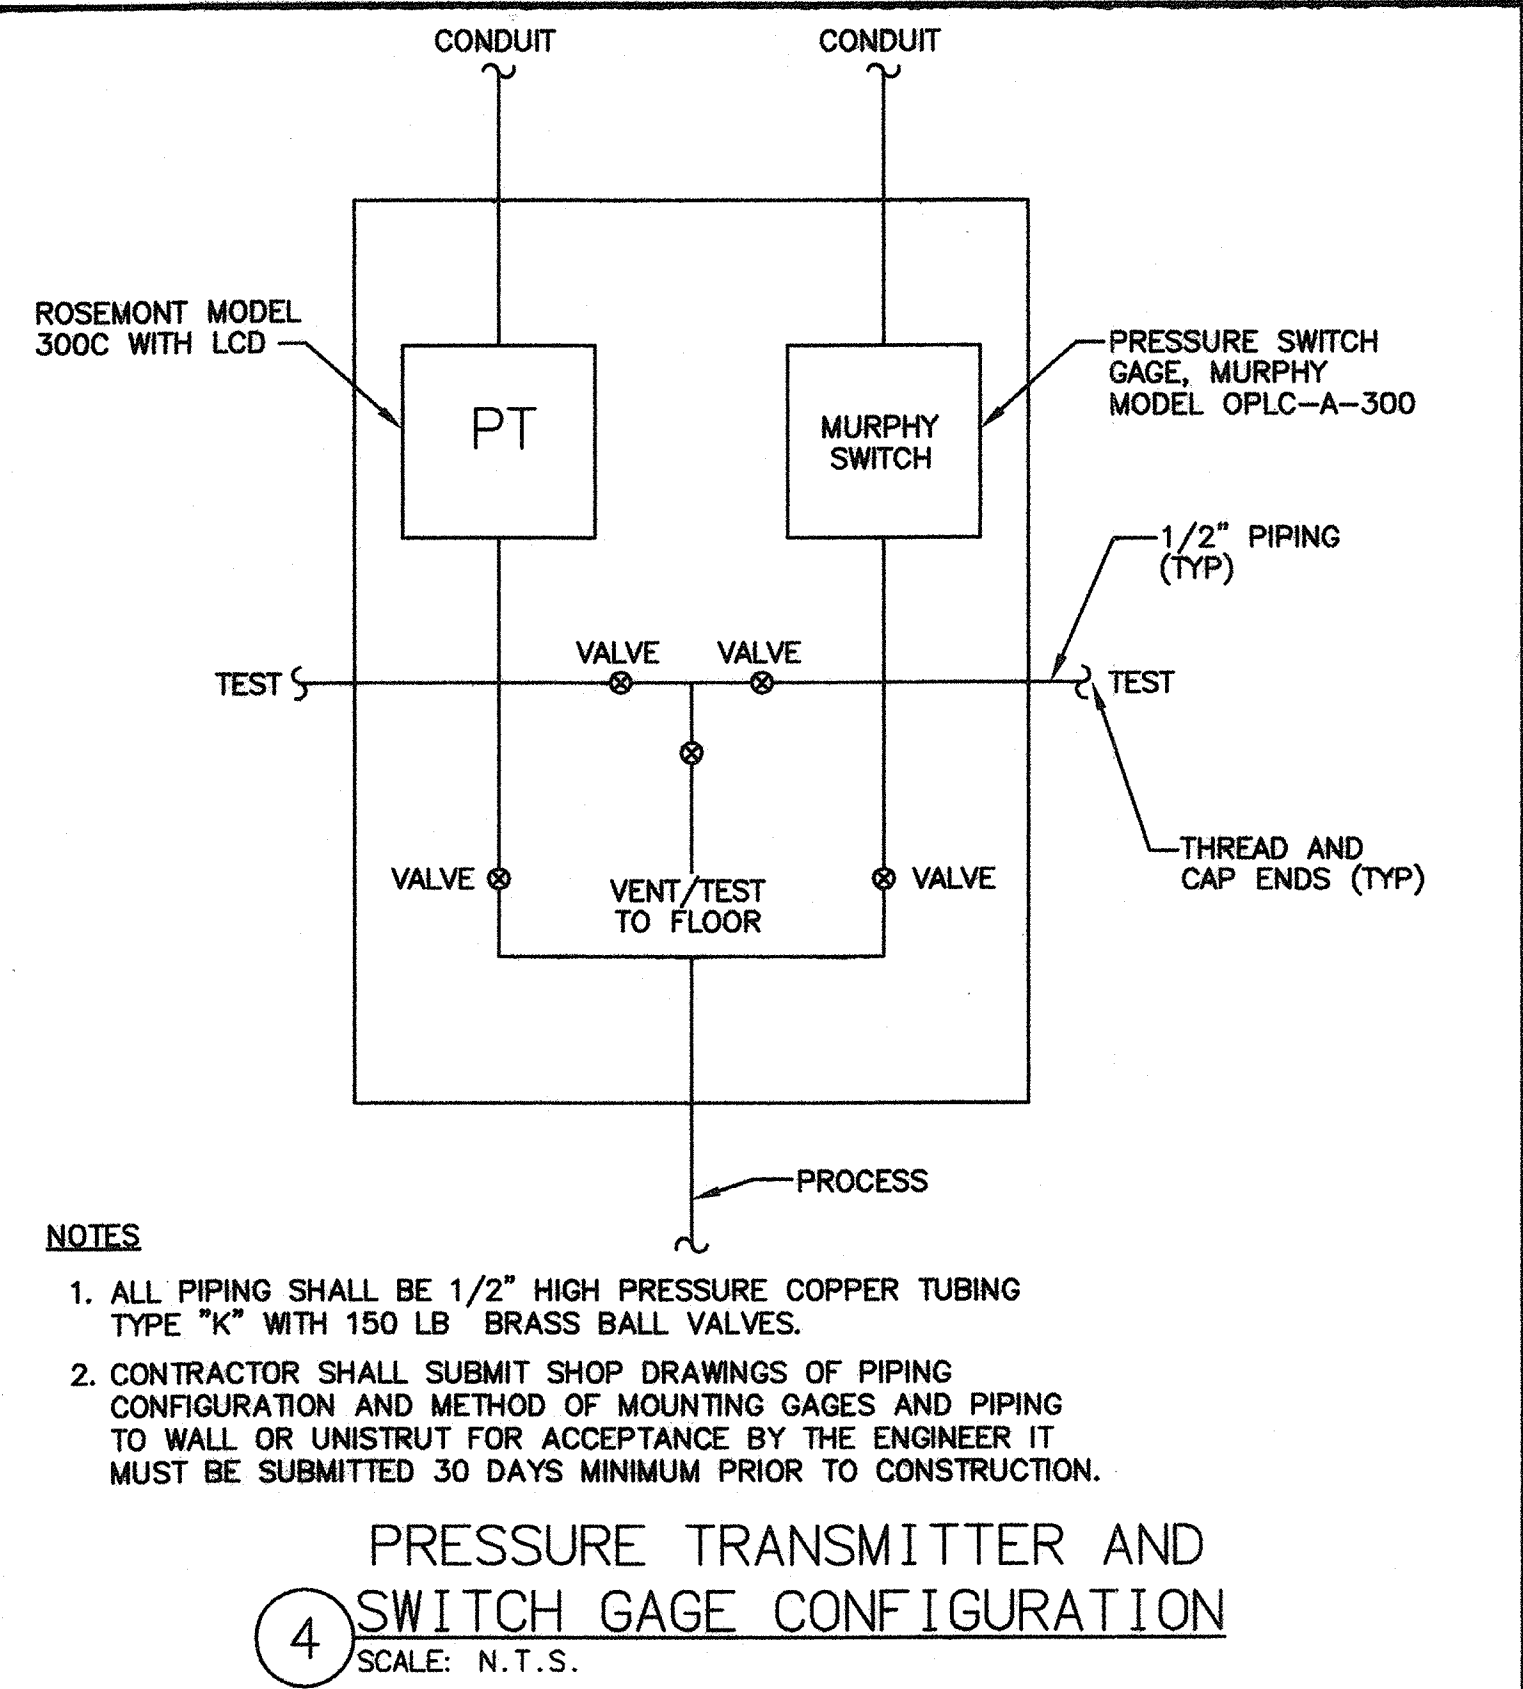 CONDUIT
CONDUIT
ROSEMONT MODEL
300C WITH LCD
PT
MURPHY
SWITCH
PRESSURE SWITCH
GAGE, MURPHY
MODEL OPLC-A-300
1/2" PIPING
(TYP)
VALVE
VALVE
TEST
TEST
VALVE
VENT/TEST
TO FLOOR
VALVE
THREAD AND
CAP ENDS (TYP)
PROCESS
NOTES
1. ALL PIPING SHALL BE 1/2" HIGH PRESSURE COPPER TUBING
TYPE "K" WITH 150 LB BRASS BALL VALVES.
2. CONTRACTOR SHALL SUBMIT SHOP DRAWINGS OF PIPING
CONFIGURATION AND METHOD OF MOUNTING GAGES AND PIPING
TO WALL OR UNISTRUT FOR ACCEPTANCE BY THE ENGINEER IT
MUST BE SUBMITTED 30 DAYS MINIMUM PRIOR TO CONSTRUCTION.
PRESSURE TRANSMITTER AND
4 SWITCH GAGE CONFIGURATION
SCALE: N.T.S.